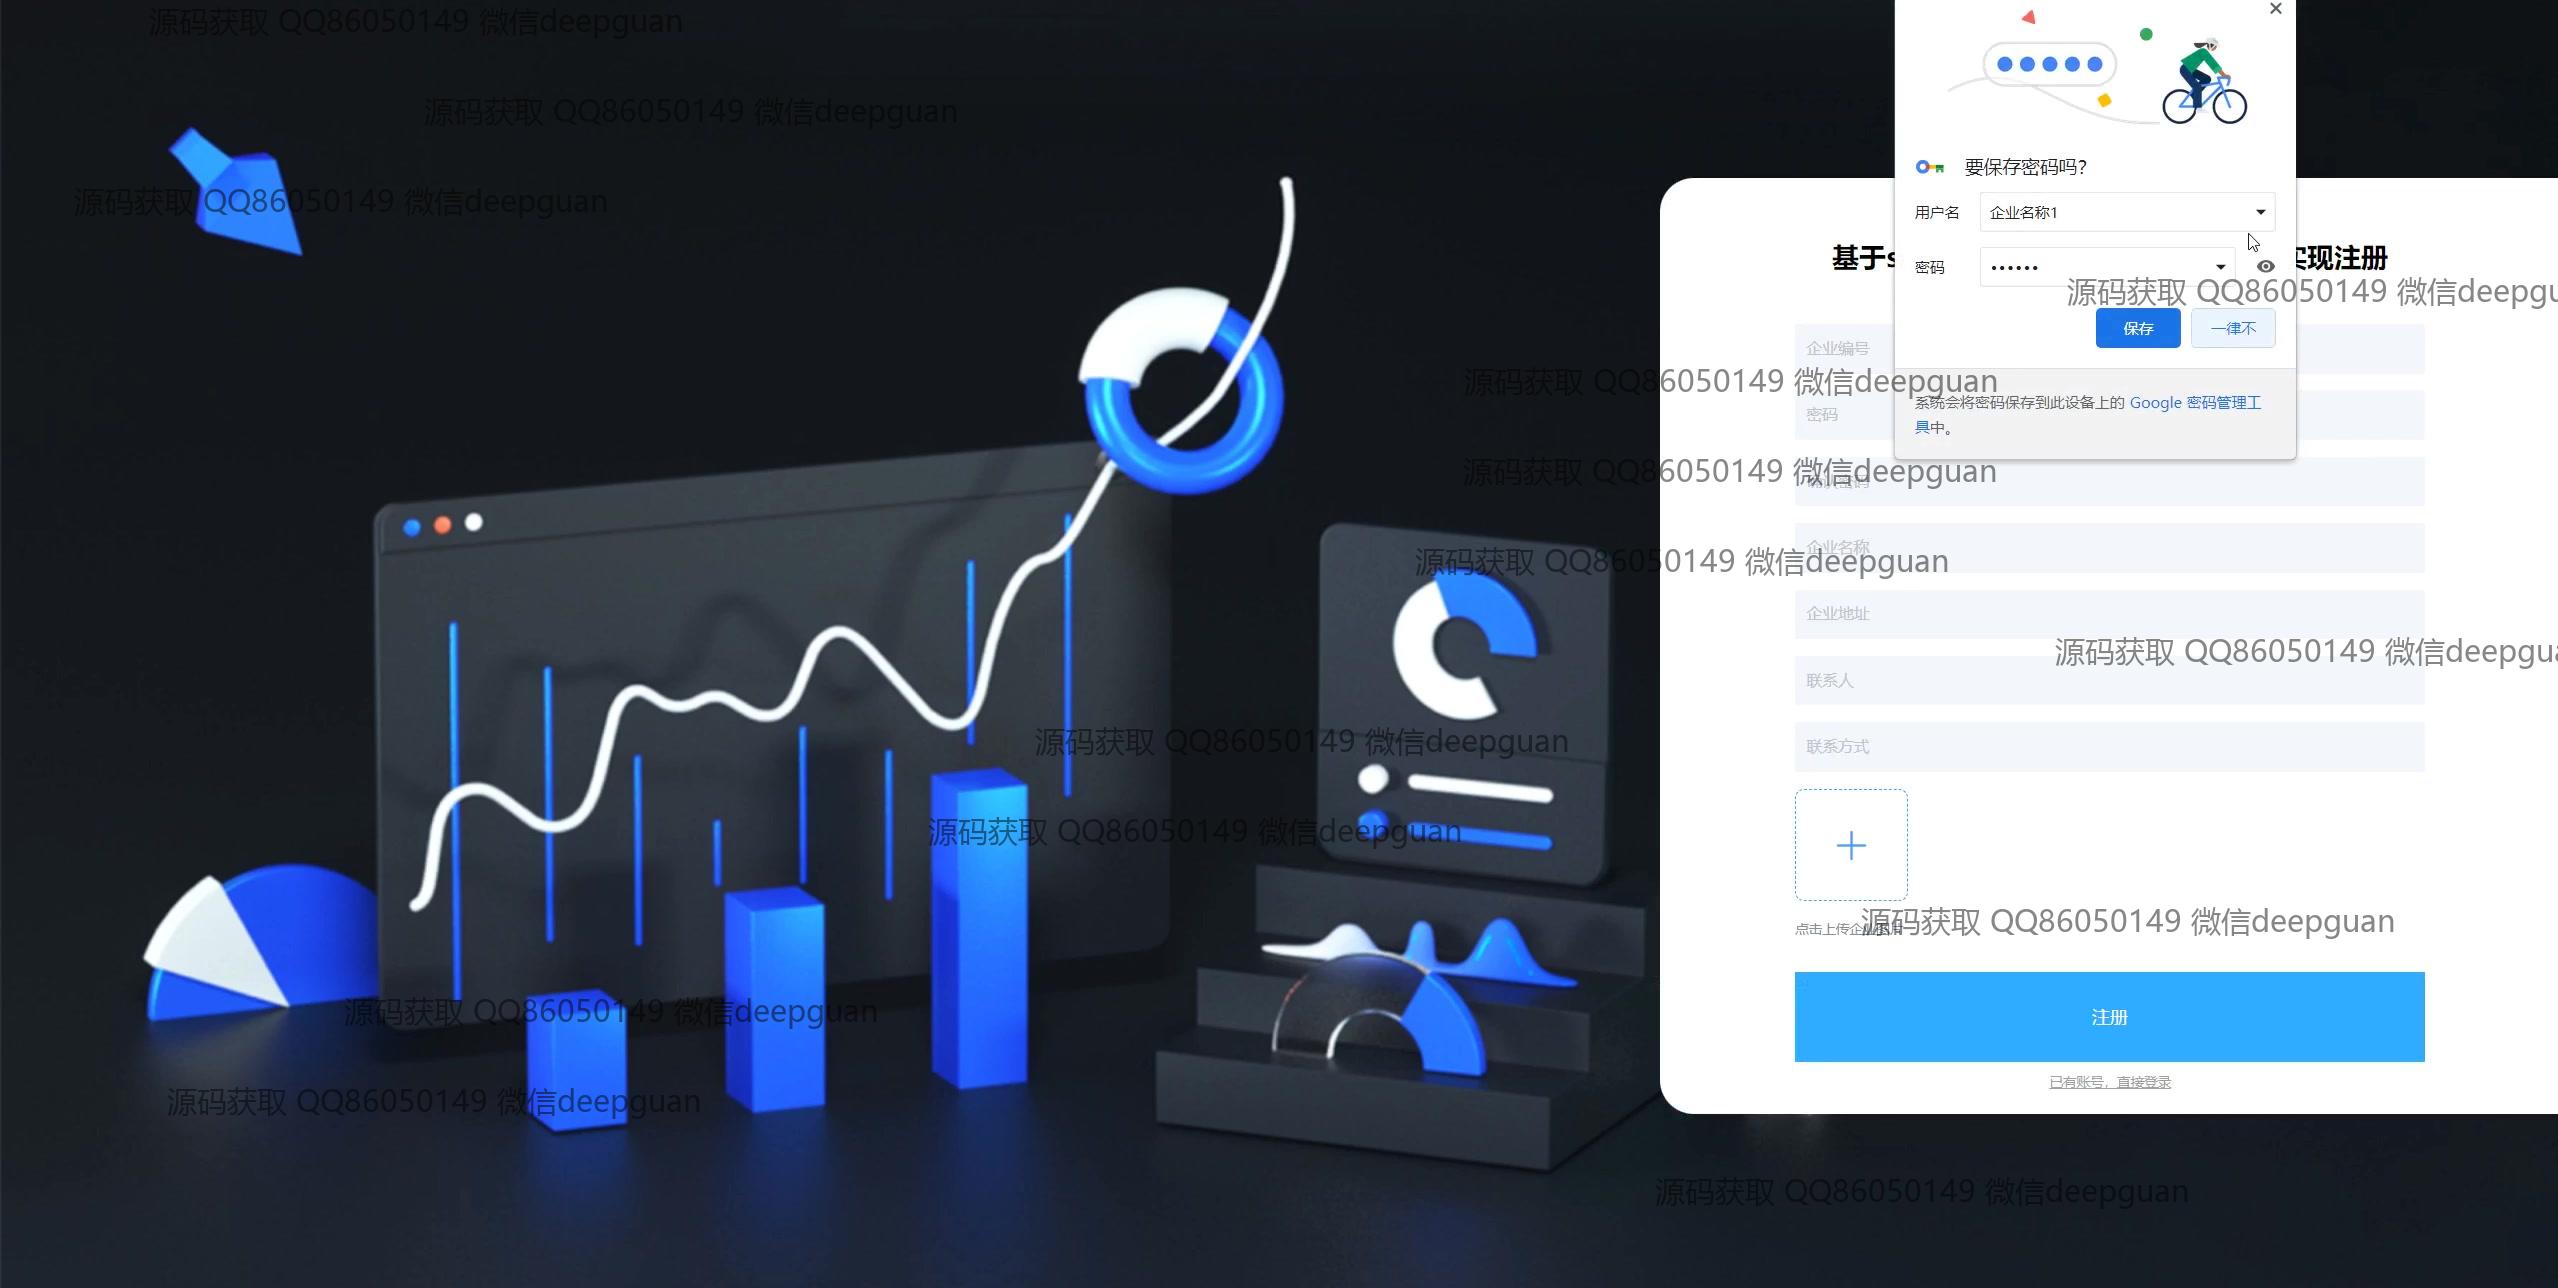 源码获取 QQ86050149 微信deepguan
源码获取 QQ86050149 微信deepguan
源码获取 QQ86050149 微信deepguan
要保存密码吗？
用户名
企业名称1
密码
••••••
保存
一律不
系统会将密码保存到此设备上的 Google 密码管理工
具中。
基于s
实现注册
源码获取 QQ86050149 微信deepgu
企业编号
源码获取 QQ86050149 微信deepguan
密码
源码获取 QQ86050149 微信deepguan
确认密码
企业名称
源码获取 QQ86050149 微信deepguan
企业地址
源码获取 QQ86050149 微信deepgua
联系人
联系方式
源码获取 QQ86050149 微信deepguan
源码获取 QQ86050149 微信deepguan
源码获取 QQ86050149 微信deepguan
点击上传企业
注册
源码获取 QQ86050149 微信deepguan
已有账号，直接登录
源码获取 QQ86050149 微信deepguan
源码获取 QQ86050149 微信deepguan